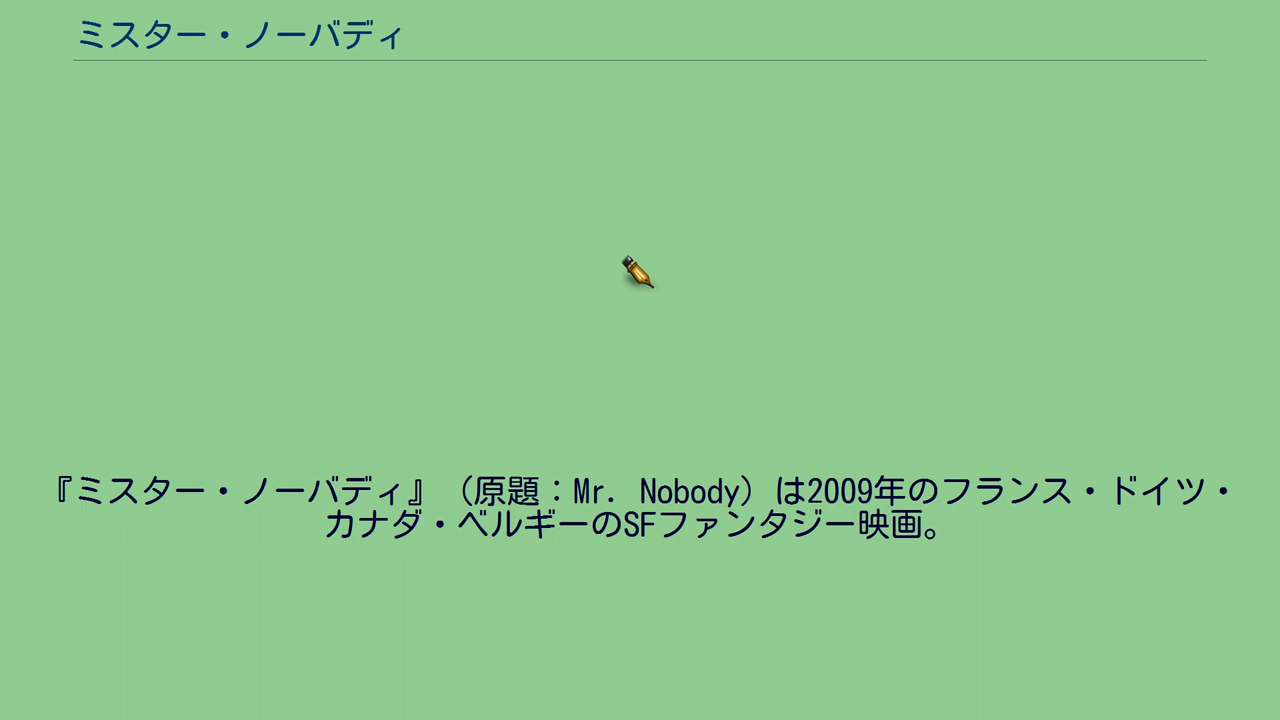 ミスター・ノーバディ
『ミスター・ノーバディ』（原題：Mr. Nobody）は2009年のフランス・ドイツ・
カナダ・ベルギーのSFファンタジー映画。